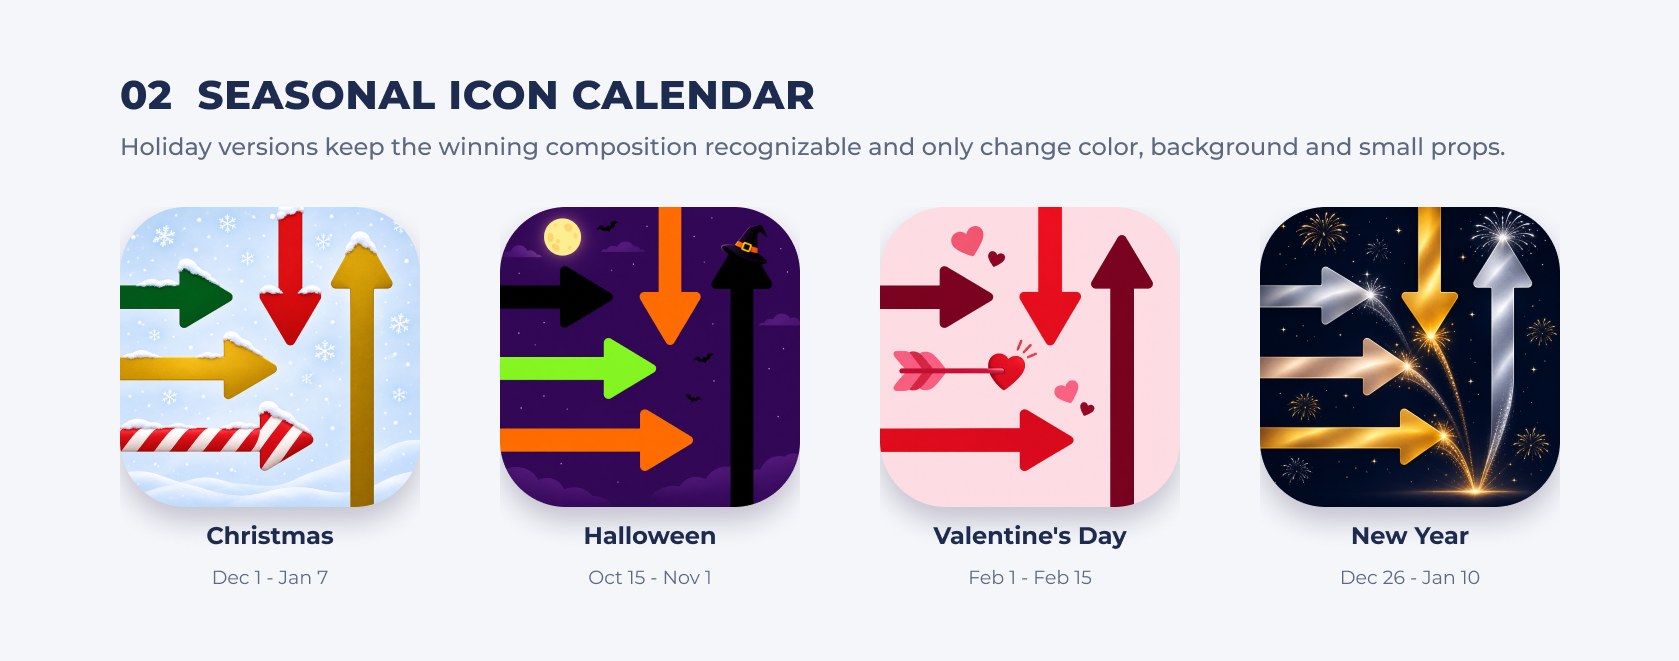 02 SEASONAL ICON CALENDAR
Holiday versions keep the winning composition recognizable and only change color, background and small props.
Christmas
Dec 1 - Jan 7
Halloween
Oct 15 - Nov 1
Valentine's Day
Feb 1 - Feb 15
New Year
Dec 26 - Jan 10